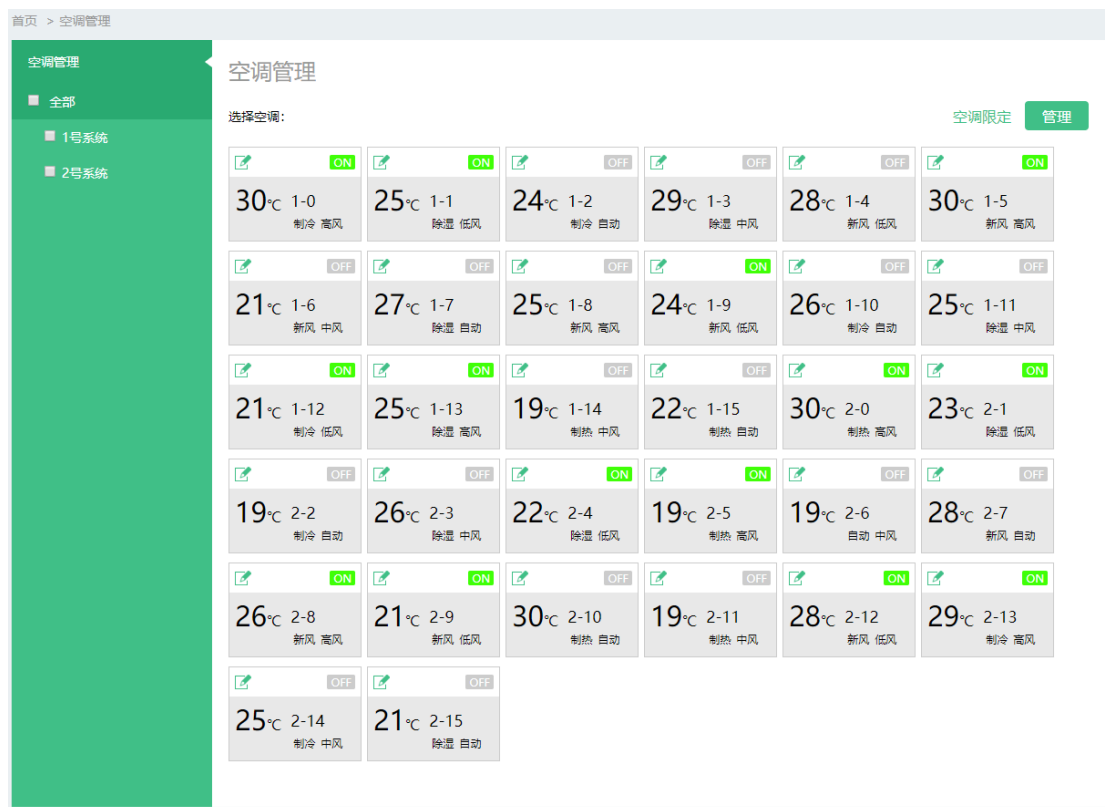 首页 > 空调管理
空调管理
全部
1号系统
2号系统
空调管理
选择空调:
空调限定 管理
ON ON OFF OFF OFF ON
30℃ 1-0 25℃ 1-1 24℃ 1-2 29℃ 1-3 28℃ 1-4 30℃ 1-5
制冷 高风 除湿 低风 制冷 自动 除湿 中风 新风 低风 新风 高风
OFF OFF OFF ON OFF OFF
21℃ 1-6 27℃ 1-7 25℃ 1-8 24℃ 1-9 26℃ 1-10 25℃ 1-11
新风 中风 除湿 自动 新风 高风 新风 低风 制冷 自动 除湿 中风
ON ON OFF OFF ON ON
21℃ 1-12 25℃ 1-13 19℃ 1-14 22℃ 1-15 30℃ 2-0 23℃ 2-1
制冷 低风 除湿 高风 制热 中风 制热 自动 制热 高风 除湿 低风
OFF OFF ON ON OFF OFF
19℃ 2-2 26℃ 2-3 22℃ 2-4 19℃ 2-5 19℃ 2-6 28℃ 2-7
制冷 自动 除湿 中风 除湿 低风 制热 高风 自动 中风 新风 自动
ON ON OFF OFF ON ON
26℃ 2-8 21℃ 2-9 30℃ 2-10 19℃ 2-11 28℃ 2-12 29℃ 2-13
新风 高风 新风 低风 制热 自动 制热 中风 新风 低风 制冷 高风
OFF OFF
25℃ 2-14 21℃ 2-15
制冷 中风 除湿 自动